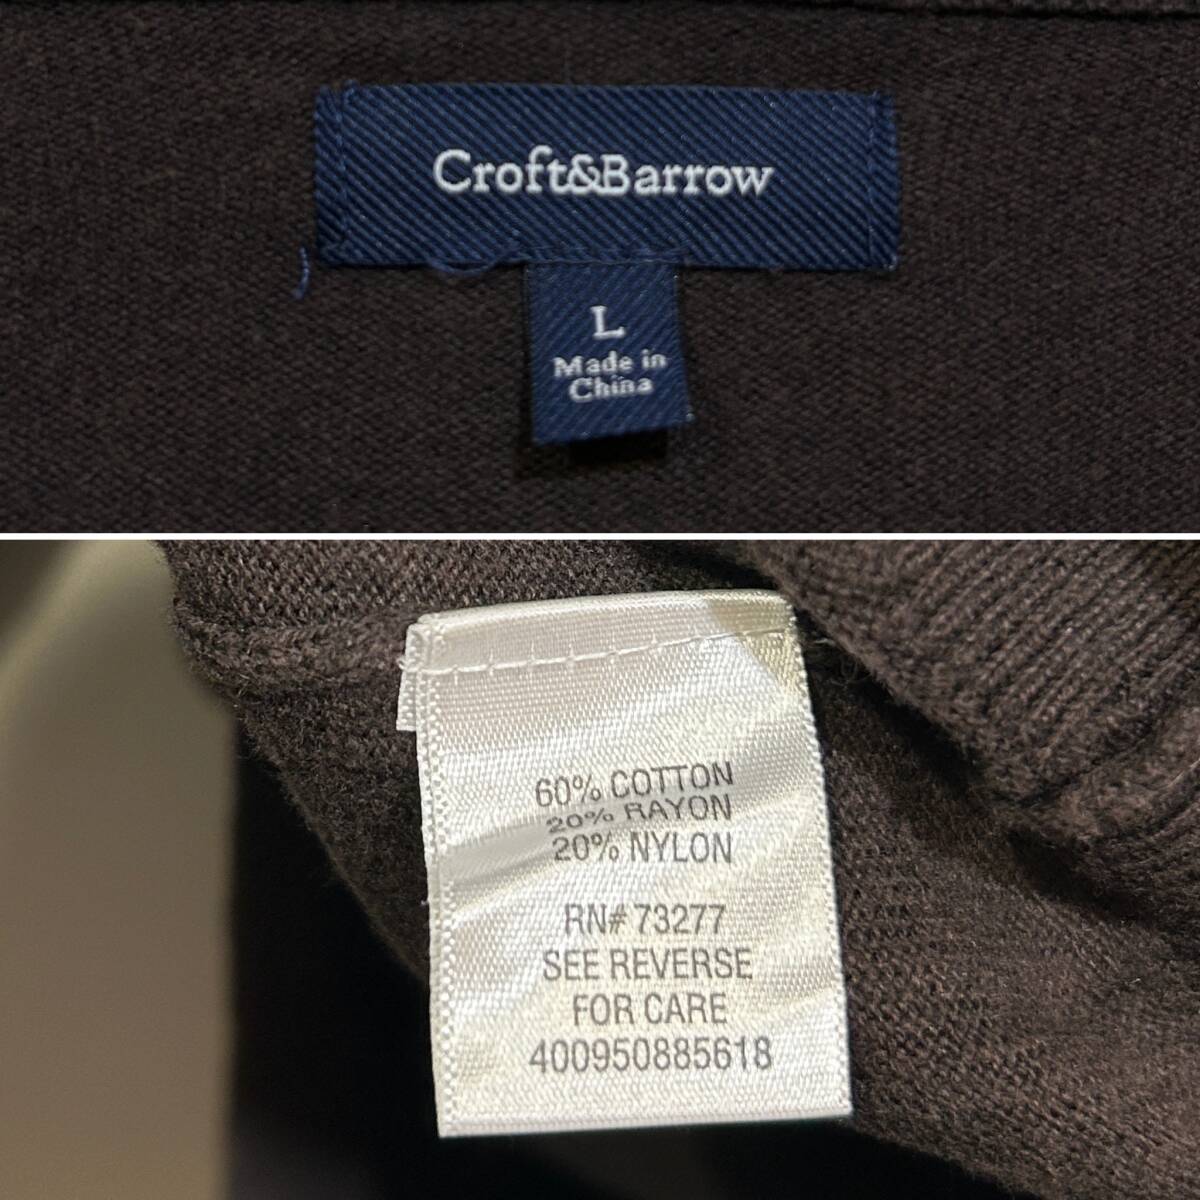 Croft&Barrow
L
Made in
China
60% COTTON
20% RAYON
20% NYLON
RN# 73277
SEE REVERSE
FOR CARE
400950885618